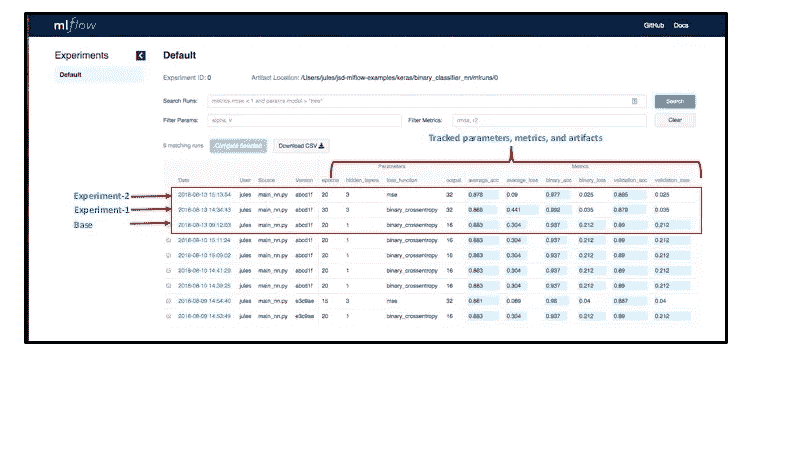 mlflow GitHub Docs
Experiments Default
Default
Experiment ID: 0 Artifact Location: /Users/jules/jsd-mlflow-examples/keras/binary_classifier_nn/mlruns/0
Search Runs: metrics.rmse < 1 and params.model = "tree" Search
Filter Params: alpha, lr Filter Metrics: rmse, r2 Clear
Tracked parameters, metrics, and artifacts
9 matching runs Compare Selected Download CSV
Parameters Metrics
Date User Source Version epochs hidden_layers loss_function output average_acc average_loss binary_acc binary_loss validation_acc validation_loss
Experiment-2 2018-08-13 15:13:54 jules main_nn.py abcd1f 20 3 mse 32 0.878 0.09 0.977 0.025 0.885 0.025
Experiment-1 2018-08-13 14:34:43 jules main_nn.py abcd1f 30 3 binary_crossentropy 32 0.868 0.441 0.992 0.035 0.879 0.035
Base 2018-08-13 09:12:03 jules main_nn.py abcd1f 20 1 binary_crossentropy 16 0.883 0.304 0.937 0.212 0.89 0.212
2018-08-10 15:11:24 jules main_nn.py abcd1f 20 1 binary_crossentropy 16 0.883 0.304 0.937 0.212 0.89 0.212
2018-08-10 15:09:02 jules main_nn.py abcd1f 20 1 binary_crossentropy 16 0.883 0.304 0.937 0.212 0.89 0.212
2018-08-10 14:41:29 jules main_nn.py abcd1f 20 1 binary_crossentropy 16 0.883 0.304 0.937 0.212 0.89 0.212
2018-08-10 14:39:25 jules main_nn.py abcd1f 20 1 binary_crossentropy 16 0.883 0.304 0.937 0.212 0.89 0.212
2018-08-09 14:54:40 jules main_nn.py e3c9ae 15 3 mse 32 0.861 0.089 0.96 0.04 0.887 0.04
2018-08-09 14:53:49 jules main_nn.py e3c9ae 20 1 binary_crossentropy 16 0.883 0.304 0.937 0.212 0.89 0.212